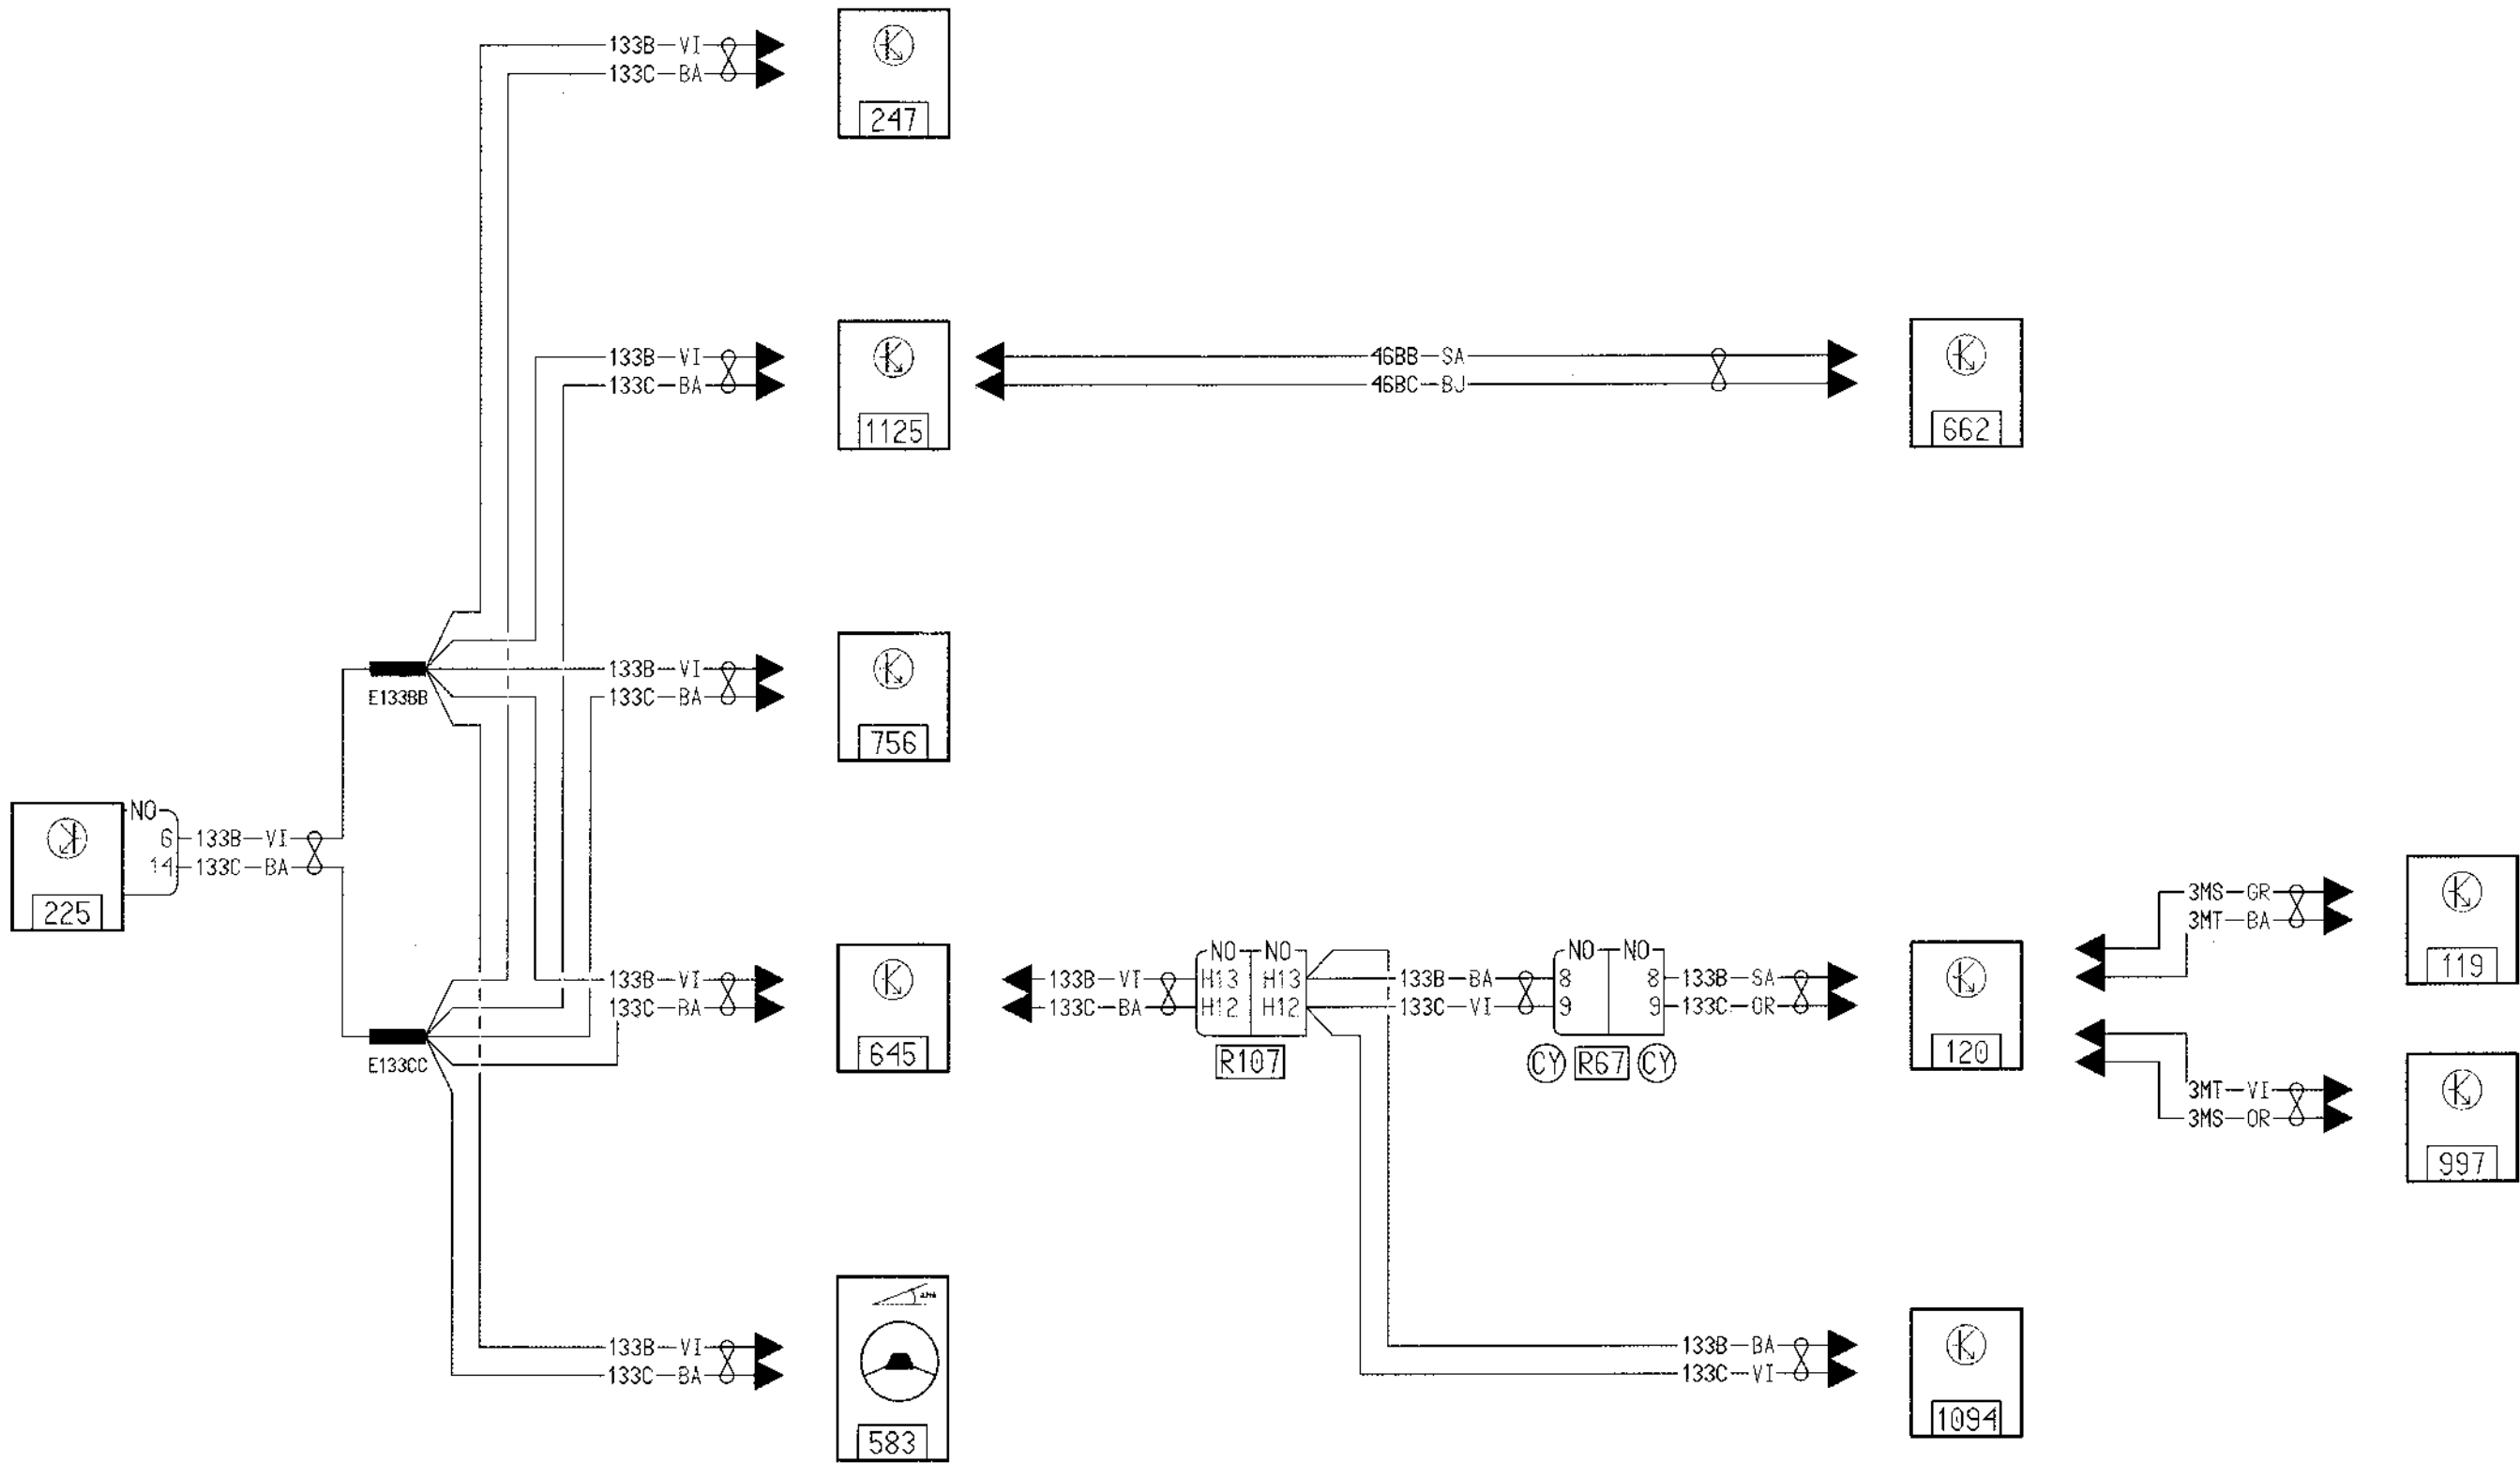 133B VI
133C BA
247
133B VI
133C BA
1125
46BB SA
46BC BJ
662
133B VI
133C BA
756
E133BB
225
NO
6 133B VI
14 133C BA
133B VI
133C BA
645
E133CC
133B VI
133C BA
NO NO
H13 H13
H12 H12
R107
133B BA
133C VI
NO NO
8 8
9 9
CY R67 CY
133B SA
133C OR
120
3MS GR
3MT BA
119
3MT VI
3MS OR
997
133B VI
133C BA
583
133B BA
133C VI
1094